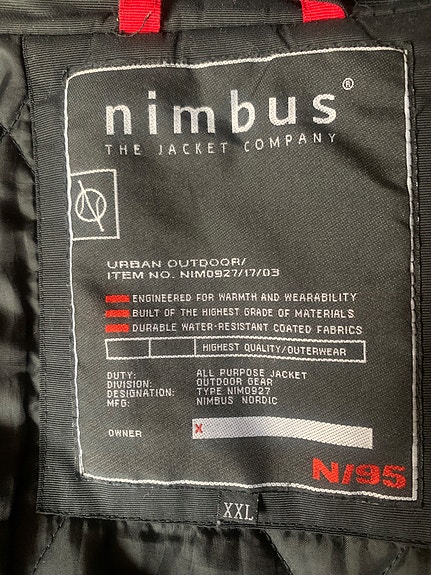 nimbus®
THE JACKET COMPANY
URBAN OUTDOOR/
ITEM NO. NIM0927/17/03
ENGINEERED FOR WARMTH AND WEARABILITY
BUILT OF THE HIGHEST GRADE OF MATERIALS
DURABLE WATER-RESISTANT COATED FABRICS
HIGHEST QUALITY/OUTERWEAR
DUTY: ALL PURPOSE JACKET
DIVISION: OUTDOOR GEAR
DESIGNATION: TYPE NIM0927
MFG: NIMBUS NORDIC
OWNER X
N/95
XXL